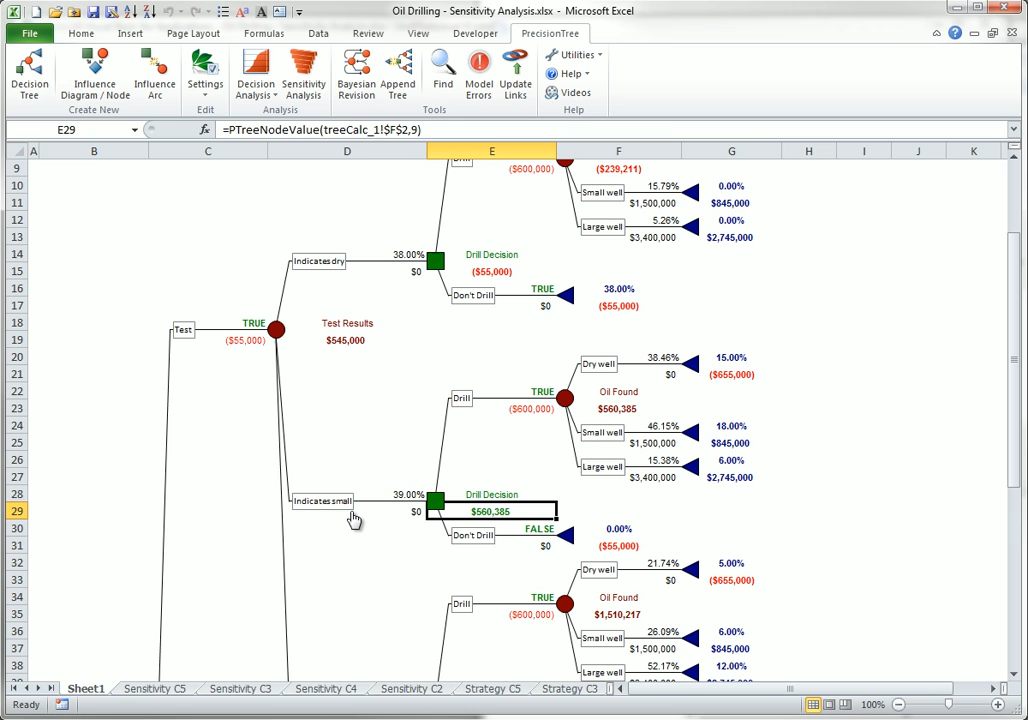 Oil Drilling - Sensitivity Analysis.xlsx - Microsoft Excel
File Home Insert Page Layout Formulas Data Review View Developer PrecisionTree
Decision Tree
Influence Diagram / Node
Influence Arc
Settings
Decision Analysis
Sensitivity Analysis
Bayesian Revision
Append Tree
Find
Model Errors
Update Links
Utilities
Help
Videos
Create New Edit Analysis Tools Help
E29 fx =PTreeNodeValue(treeCalc_1!$F$2,9)
A B C D E F G H I J K
9 ($600,000) ($239,211)
10 Small well 15.79% 0.00%
11 $1,500,000 $845,000
12 Large well 5.26% 0.00%
13 $3,400,000 $2,745,000
14 Indicates dry 38.00% Drill Decision
15 $0 ($55,000)
16 Don't Drill TRUE 38.00%
17 $0 ($55,000)
18 Test TRUE Test Results
19 ($55,000) $545,000
20 Dry well 38.46% 15.00%
21 $0 ($655,000)
22 Drill TRUE Oil Found
23 ($600,000) $560,385
24 Small well 46.15% 18.00%
25 $1,500,000 $845,000
26 Large well 15.38% 6.00%
27 $3,400,000 $2,745,000
28 Indicates small 39.00% Drill Decision
29 $0 $560,385
30 Don't Drill FALSE 0.00%
31 $0 ($55,000)
32 Dry well 21.74% 5.00%
33 $0 ($655,000)
34 Drill TRUE Oil Found
35 ($600,000) $1,510,217
36 Small well 26.09% 6.00%
37 $1,500,000 $845,000
38 Large well 52.17% 12.00%
Sheet1 Sensitivity C5 Sensitivity C3 Sensitivity C4 Sensitivity C2 Strategy C5 Strategy C3
Ready 100%